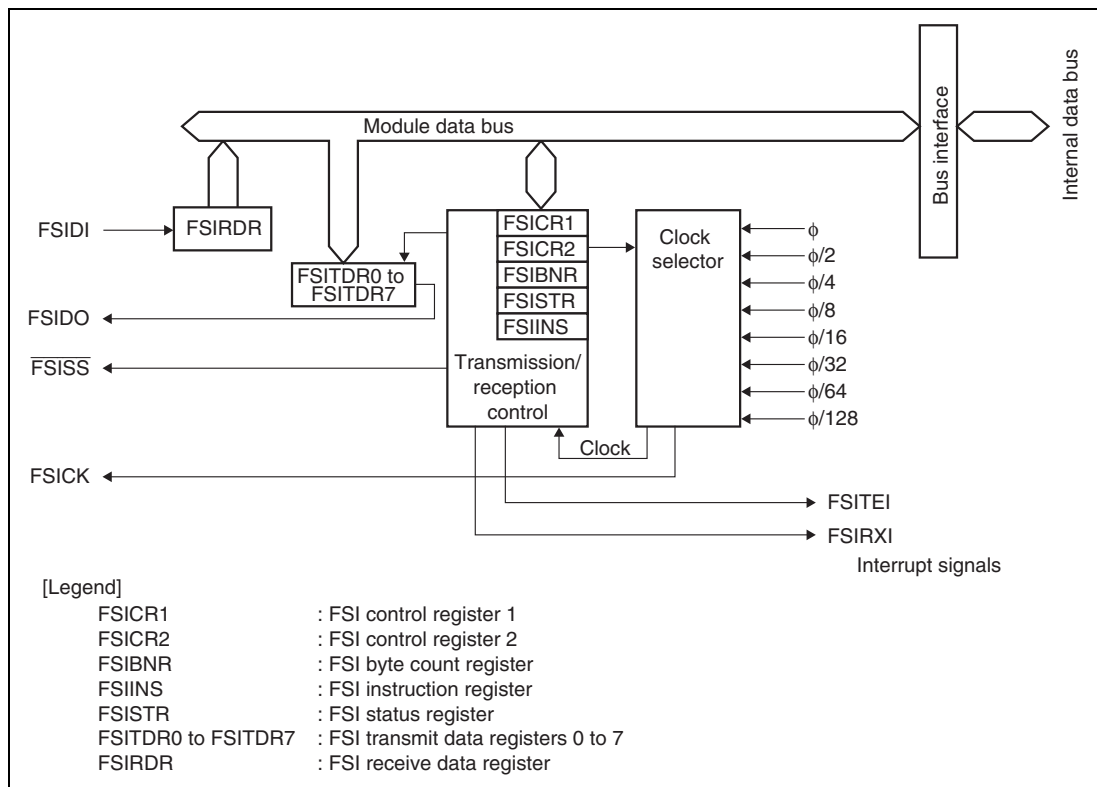 Module data bus
Bus interface
Internal data bus
FSIDI
FSIRDR
FSITDR0 to
FSITDR7
FSICR1
FSICR2
FSIBNR
FSISTR
FSIINS
Transmission/
reception
control
Clock
selector
φ
φ/2
φ/4
φ/8
φ/16
φ/32
φ/64
φ/128
FSIDO
FSISS
Clock
FSICK
FSITEI
FSIRXI
Interrupt signals
[Legend]
FSICR1 : FSI control register 1
FSICR2 : FSI control register 2
FSIBNR : FSI byte count register
FSIINS : FSI instruction register
FSISTR : FSI status register
FSITDR0 to FSITDR7 : FSI transmit data registers 0 to 7
FSIRDR : FSI receive data register